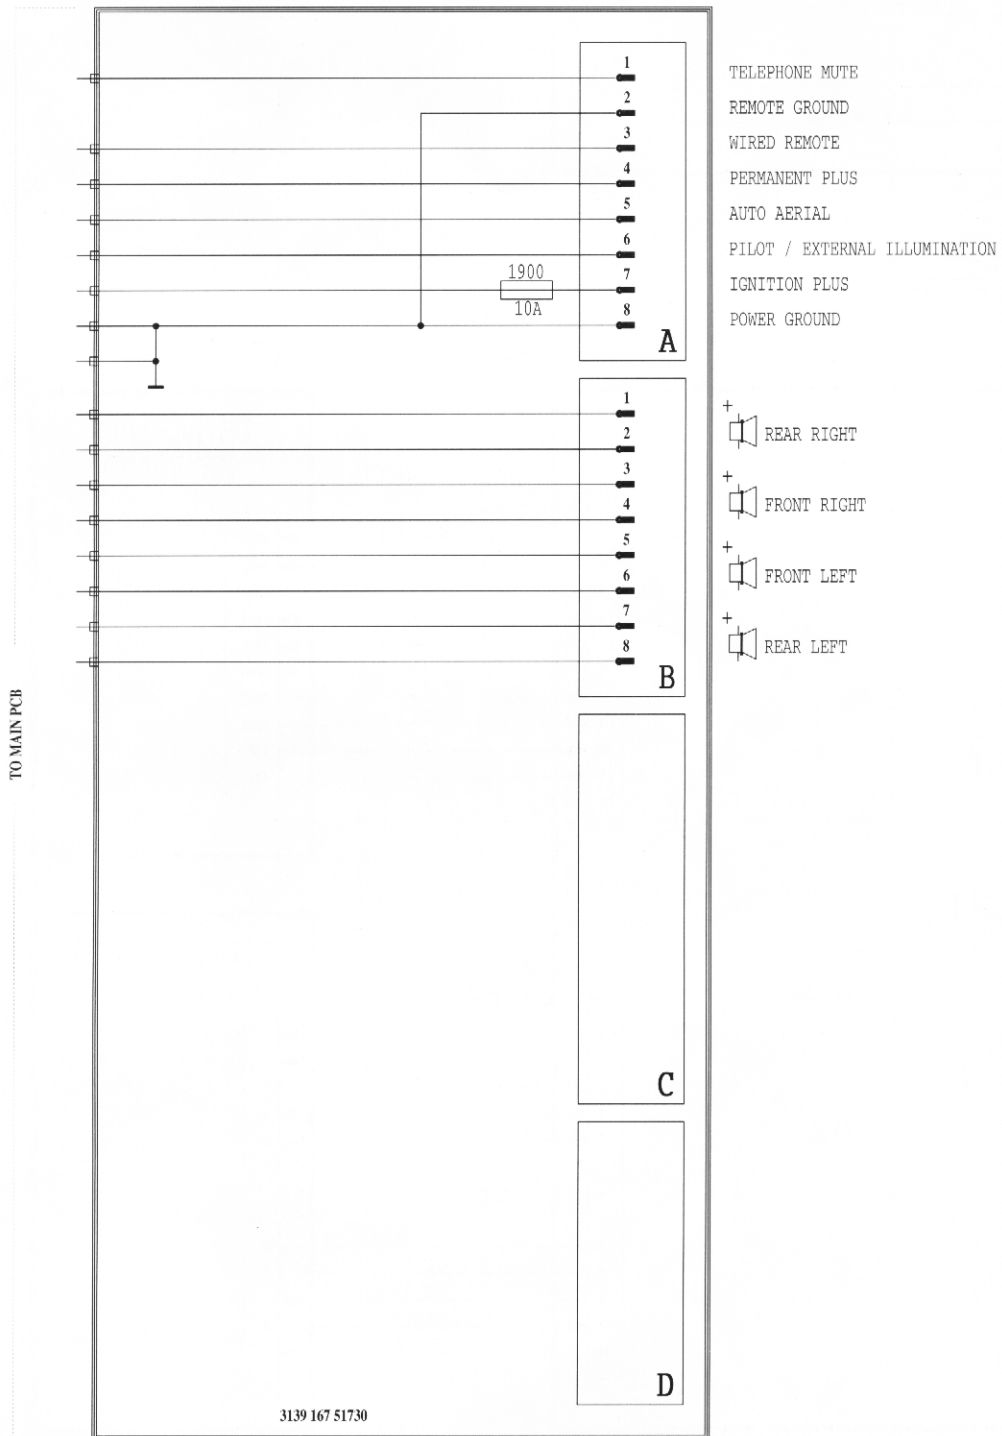 1 TELEPHONE MUTE
2 REMOTE GROUND
3 WIRED REMOTE
4 PERMANENT PLUS
5 AUTO AERIAL
6 PILOT / EXTERNAL ILLUMINATION
1900
7 IGNITION PLUS
10A
8 POWER GROUND
A
1
+
2 REAR RIGHT
3
+
4 FRONT RIGHT
5
+
6 FRONT LEFT
7
+
8 REAR LEFT
B
TO MAIN PCB
C
D
3139 167 51730